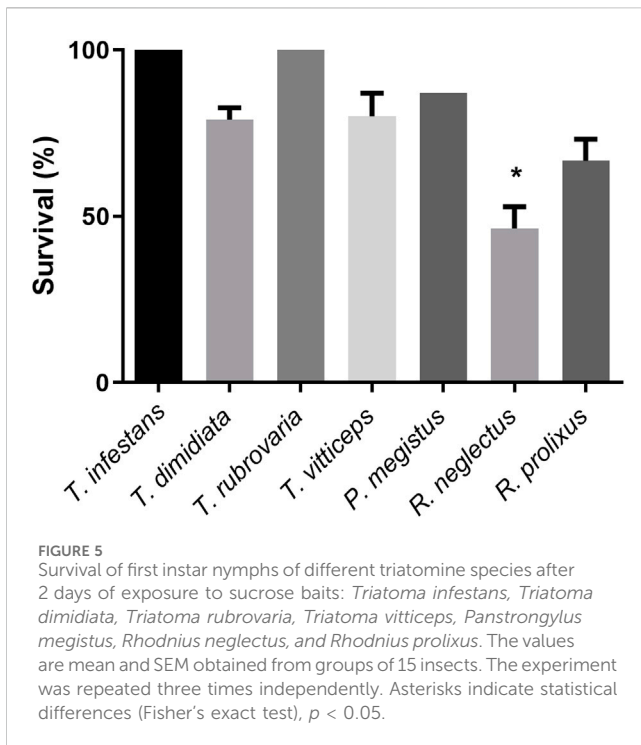 100
50
0
Survival (%)
*
T. infestans
T. dimidiata
T. rubrovaria
T. vitticeps
P. megistus
R. neglectus
R. prolixus
FIGURE 5
Survival of first instar nymphs of different triatomine species after
2 days of exposure to sucrose baits: Triatoma infestans, Triatoma
dimidiata, Triatoma rubrovaria, Triatoma vitticeps, Panstrongylus
megistus, Rhodnius neglectus, and Rhodnius prolixus. The values
are mean and SEM obtained from groups of 15 insects. The experiment
was repeated three times independently. Asterisks indicate statistical
differences (Fisher's exact test), p < 0.05.